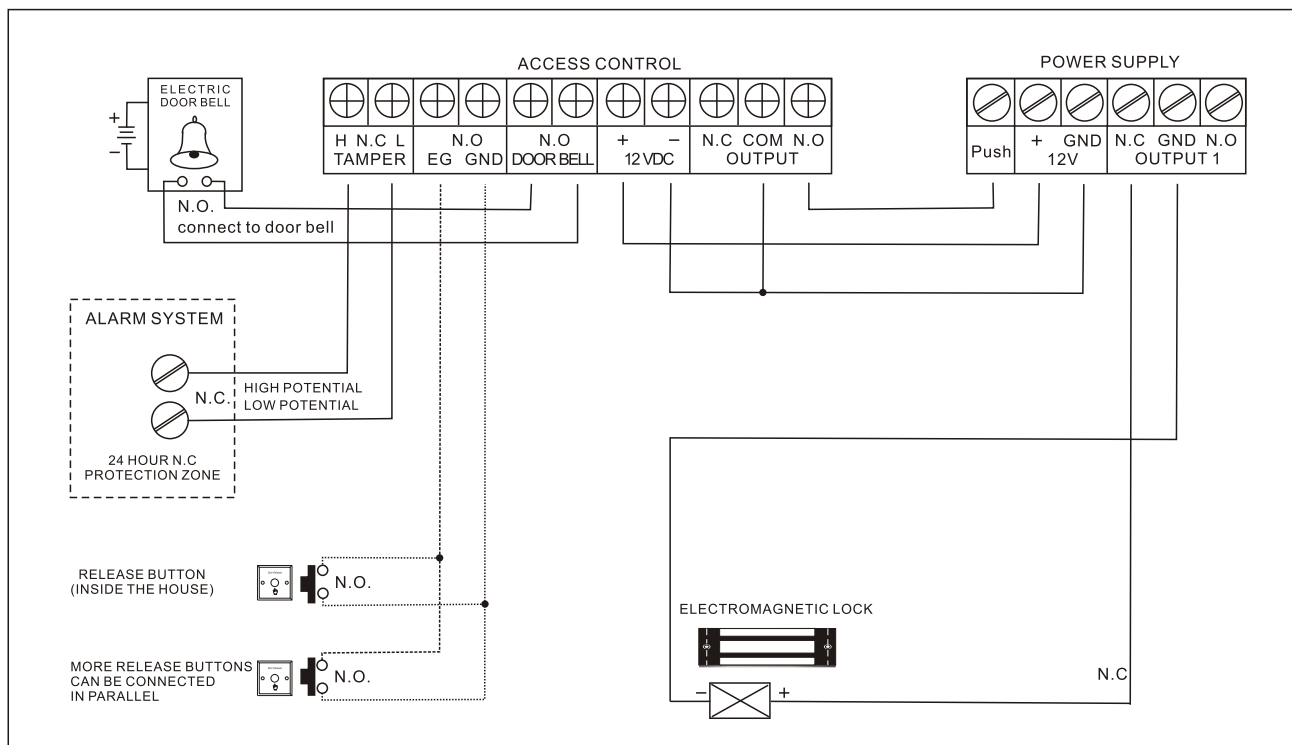 ACCESS CONTROL
POWER SUPPLY
ELECTRIC
DOOR BELL
+
−
H N.C L
TAMPER
N.O
EG GND
N.O
DOOR BELL
+ −
12 VDC
N.C COM N.O
OUTPUT
Push
+ GND
12V
N.C GND N.O
OUTPUT 1
N.O.
connect to door bell
ALARM SYSTEM
N.C.
HIGH POTENTIAL
LOW POTENTIAL
24 HOUR N.C
PROTECTION ZONE
RELEASE BUTTON
(INSIDE THE HOUSE)
N.O.
ELECTROMAGNETIC LOCK
MORE RELEASE BUTTONS
CAN BE CONNECTED
IN PARALLEL
N.O.
N.C
− +